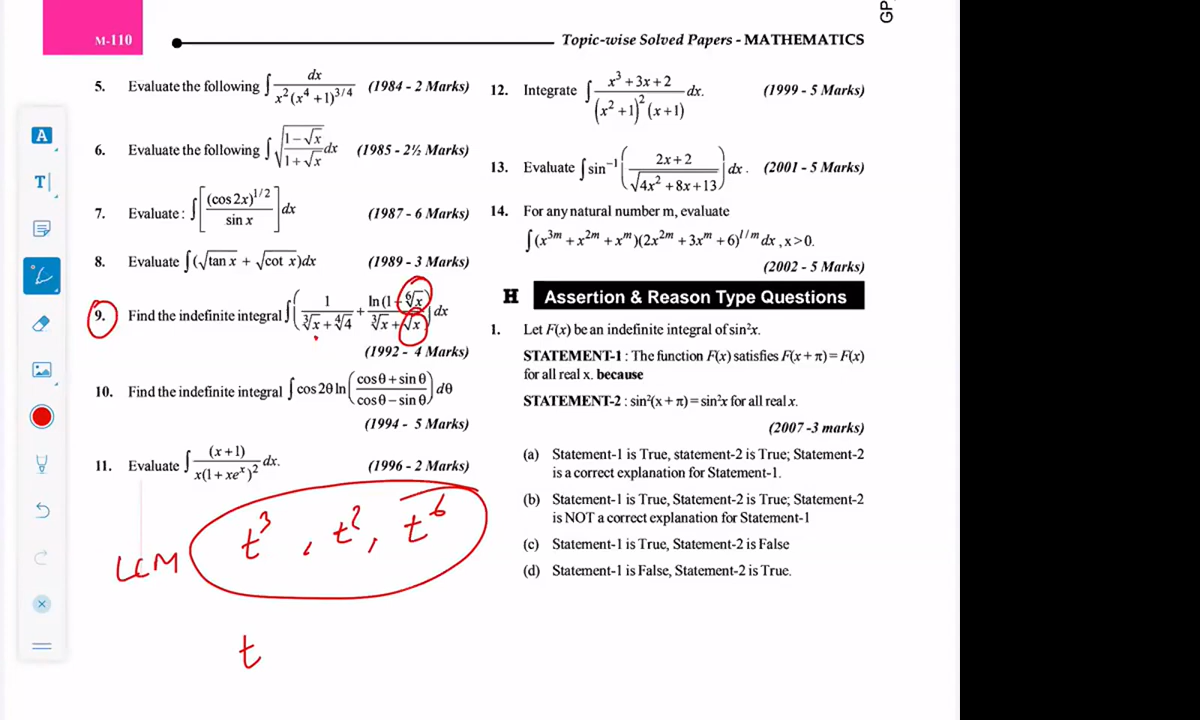 GP
M-110
Topic-wise Solved Papers - MATHEMATICS
5. Evaluate the following ∫ dx / x²(x⁴ + 1)^(3/4) (1984 - 2 Marks)
6. Evaluate the following ∫ √((1 − √x) / (1 + √x)) dx (1985 - 2½ Marks)
7. Evaluate : ∫ [(cos 2x)^(1/2) / sin x] dx (1987 - 6 Marks)
8. Evaluate ∫ (√tan x + √cot x) dx (1989 - 3 Marks)
9. Find the indefinite integral ∫ (1 / (∛x + ∜4) + ln(1 + ⁶√x) / (∛x + √x)) dx
(1992 - 4 Marks)
10. Find the indefinite integral ∫ cos 2θ ln((cos θ + sin θ) / (cos θ − sin θ)) dθ
(1994 - 5 Marks)
11. Evaluate ∫ (x + 1) / x(1 + xeˣ)² dx. (1996 - 2 Marks)
LCM t³, t², t⁶
t
12. Integrate ∫ (x³ + 3x + 2) / (x² + 1)² (x + 1) dx. (1999 - 5 Marks)
13. Evaluate ∫ sin⁻¹((2x + 2) / √(4x² + 8x + 13)) dx . (2001 - 5 Marks)
14. For any natural number m, evaluate
∫ (x^(3m) + x^(2m) + x^m)(2x^(2m) + 3x^m + 6)^(l/m) dx , x > 0.
(2002 - 5 Marks)
H Assertion & Reason Type Questions
1. Let F(x) be an indefinite integral of sin²x.
STATEMENT-1 : The function F(x) satisfies F(x + π) = F(x)
for all real x. because
STATEMENT-2 : sin²(x + π) = sin²x for all real x.
(2007 -3 marks)
(a) Statement-1 is True, statement-2 is True; Statement-2
is a correct explanation for Statement-1.
(b) Statement-1 is True, Statement-2 is True; Statement-2
is NOT a correct explanation for Statement-1
(c) Statement-1 is True, Statement-2 is False
(d) Statement-1 is False, Statement-2 is True.